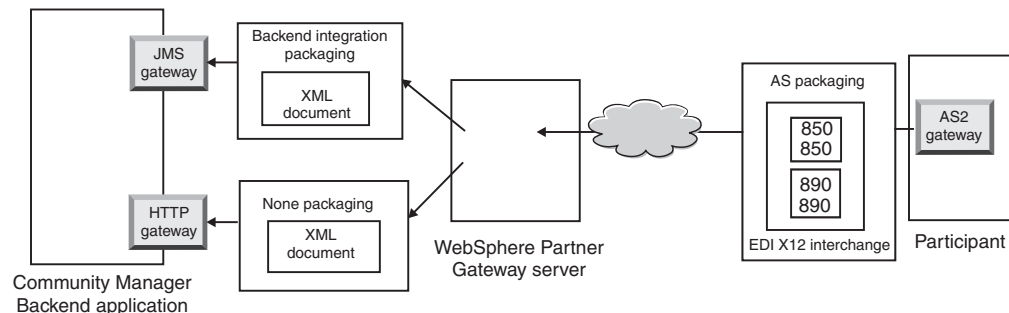 JMS
gateway
Backend integration
packaging
XML
document
HTTP
gateway
None packaging
XML
document
Community Manager
Backend application
WebSphere Partner
Gateway server
AS packaging
850
850
890
890
EDI X12 interchange
AS2
gateway
Participant